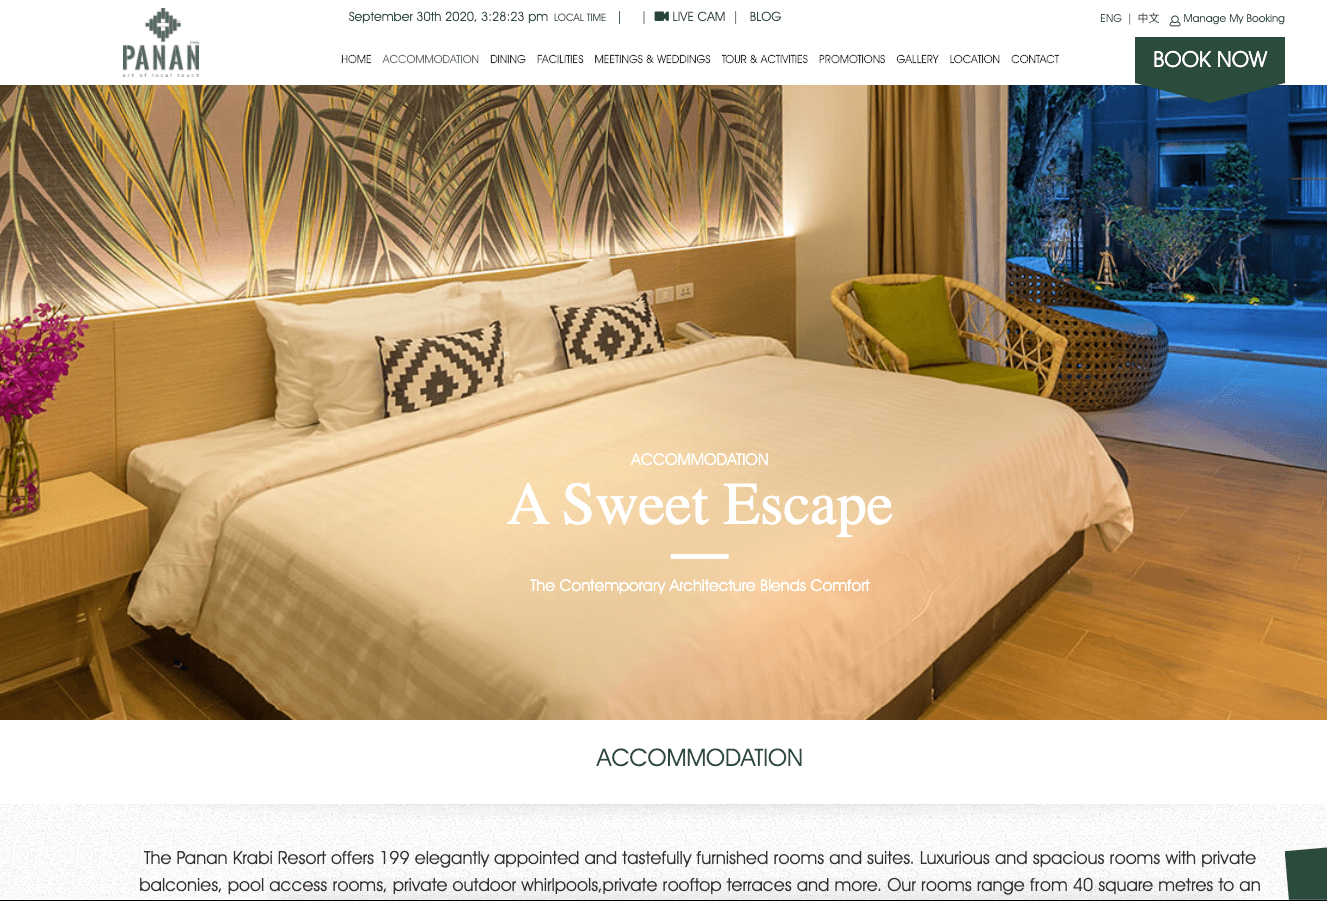 PANAN
art of local touch
September 30th 2020, 3:28:23 pm LOCAL TIME | | LIVE CAM | BLOG
ENG | 中文 Manage My Booking
HOME ACCOMMODATION DINING FACILITIES MEETINGS & WEDDINGS TOUR & ACTIVITIES PROMOTIONS GALLERY LOCATION CONTACT
BOOK NOW
ACCOMMODATION
A Sweet Escape
The Contemporary Architecture Blends Comfort
ACCOMMODATION
The Panan Krabi Resort offers 199 elegantly appointed and tastefully furnished rooms and suites. Luxurious and spacious rooms with private
balconies, pool access rooms, private outdoor whirlpools,private rooftop terraces and more. Our rooms range from 40 square metres to an